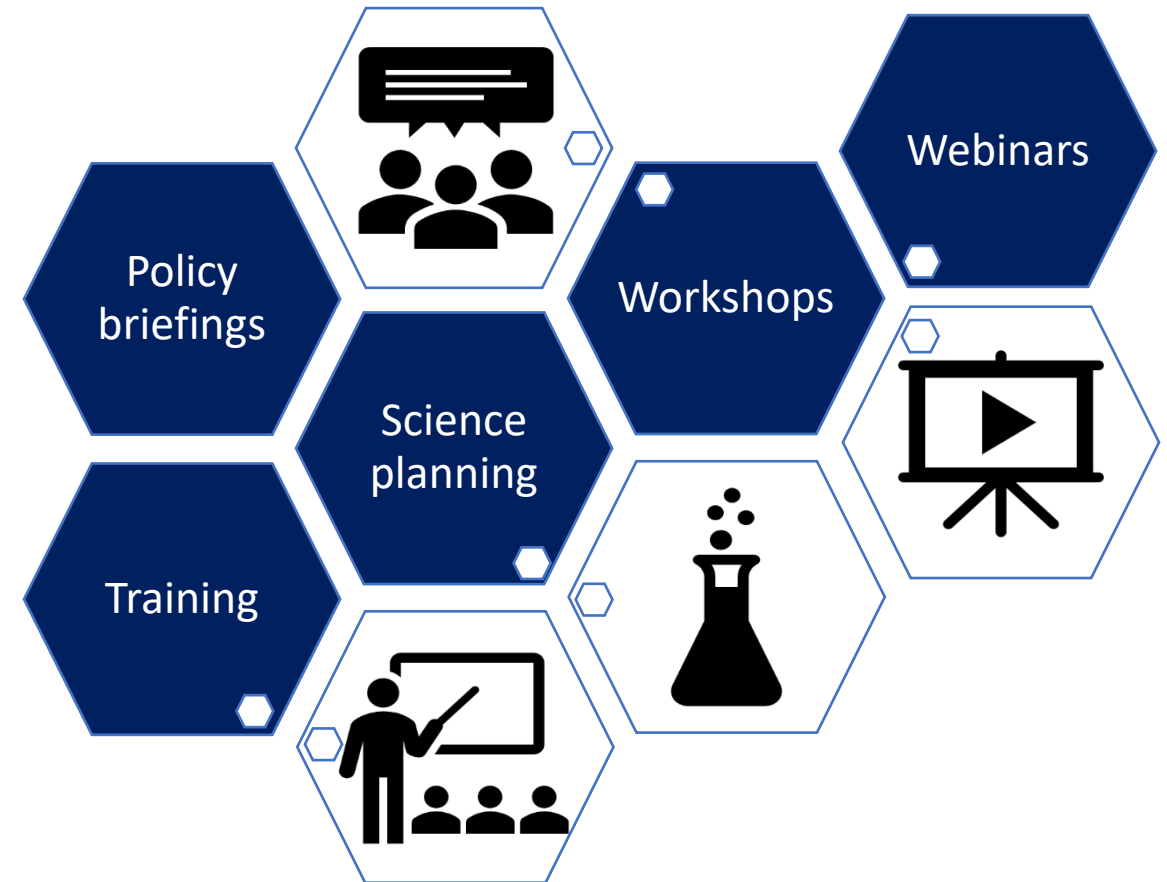 Webinars
Policy
briefings
Workshops
Science
planning
Training